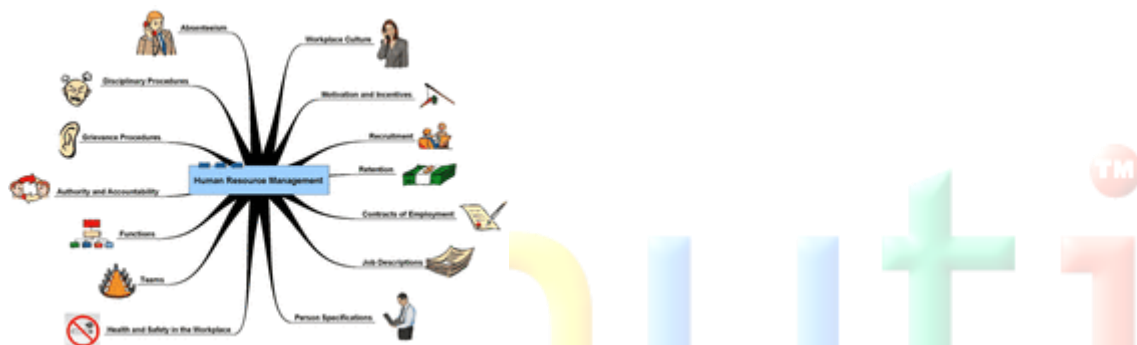 Absenteeism
Workplace Culture
Disciplinary Procedures
Motivation and Incentives
Grievance Procedures
Recruitment
Human Resource Management
Retention
Authority and Accountability
Contracts of Employment
Functions
Job Descriptions
Teams
Person Specifications
Health and Safety in the Workplace
TM